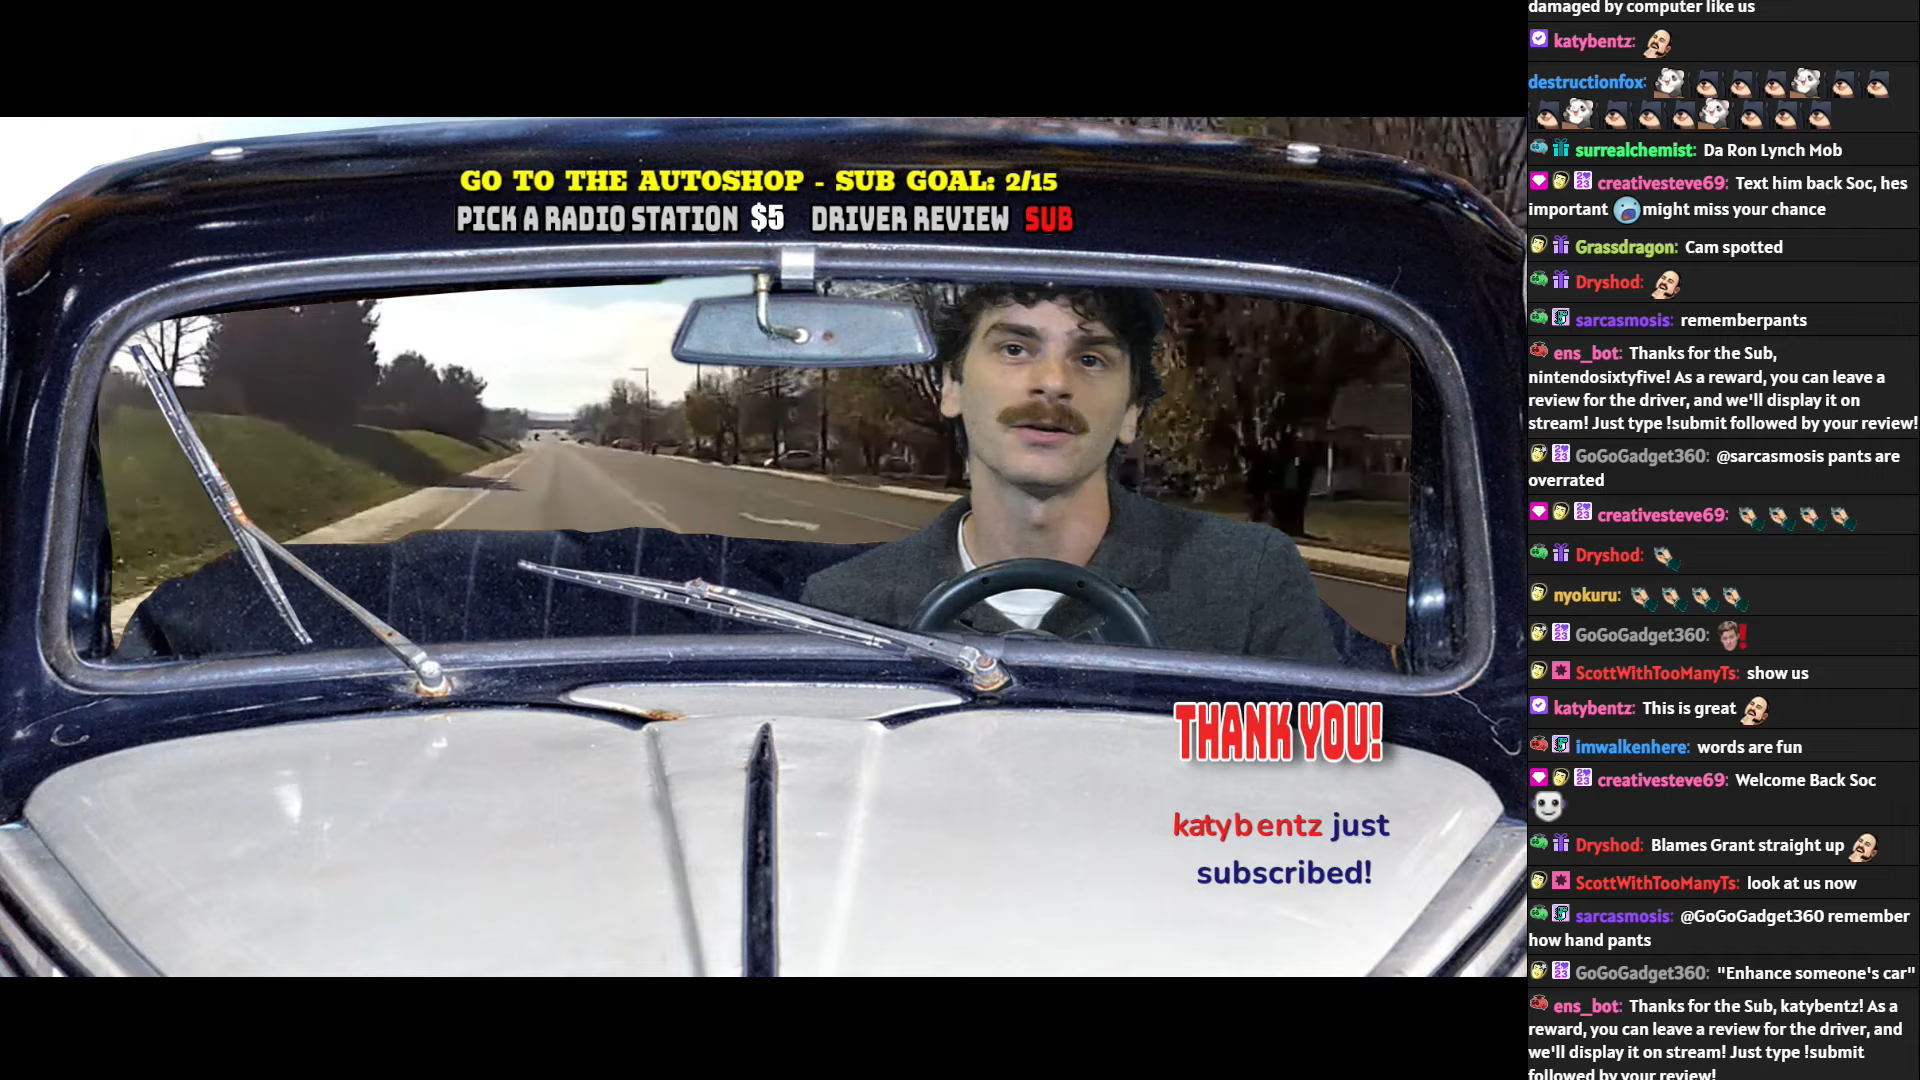 GO TO THE AUTOSHOP - SUB GOAL: 2/15
PICK A RADIO STATION $5 DRIVER REVIEW SUB
THANK YOU!
katybentz just
subscribed!
damaged by computer like us
katybentz:
destructionfox:
surrealchemist: Da Ron Lynch Mob
creativesteve69: Text him back Soc, hes
important might miss your chance
Grassdragon: Cam spotted
Dryshod:
sarcasmosis: rememberpants
ens_bot: Thanks for the Sub,
nintendosixtyfive! As a reward, you can leave a
review for the driver, and we'll display it on
stream! Just type !submit followed by your review!
GoGoGadget360: @sarcasmosis pants are
overrated
creativesteve69:
Dryshod:
nyokuru:
GoGoGadget360:
ScottWithTooManyTs: show us
katybentz: This is great
imwalkenhere: words are fun
creativesteve69: Welcome Back Soc
Dryshod: Blames Grant straight up
ScottWithTooManyTs: look at us now
sarcasmosis: @GoGoGadget360 remember
how hand pants
GoGoGadget360: "Enhance someone's car"
ens_bot: Thanks for the Sub, katybentz! As a
reward, you can leave a review for the driver, and
we'll display it on stream! Just type !submit
followed by your review!